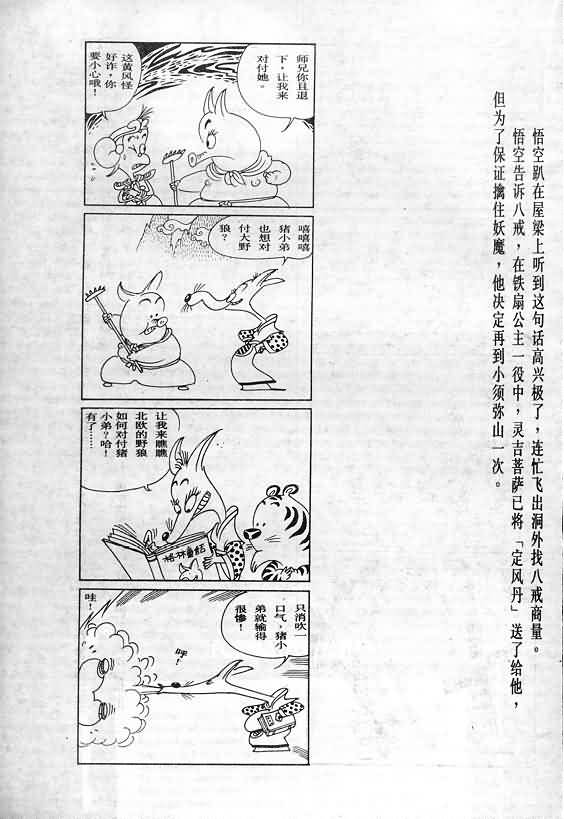 悟空趴在屋梁上听到这句话高兴极了，连忙飞出洞外找八戒商量。
悟空告诉八戒，在铁扇公主一役中，灵吉菩萨已将「定风丹」送了给他，
但为了保证擒住妖魔，他决定再到小须弥山一次。
师兄你且退
下，让我来
对付她。
这黄风怪
好诈，你
要小心哦！
嘻嘻嘻
猪小弟
也想对
付大野
狼？
让我来瞧瞧
北欧的野狼
如何对付猪
小弟？哈！
有了……
格林童话
只消吹一
口气，猪小
弟就输得
很惨！
呼！
哇！